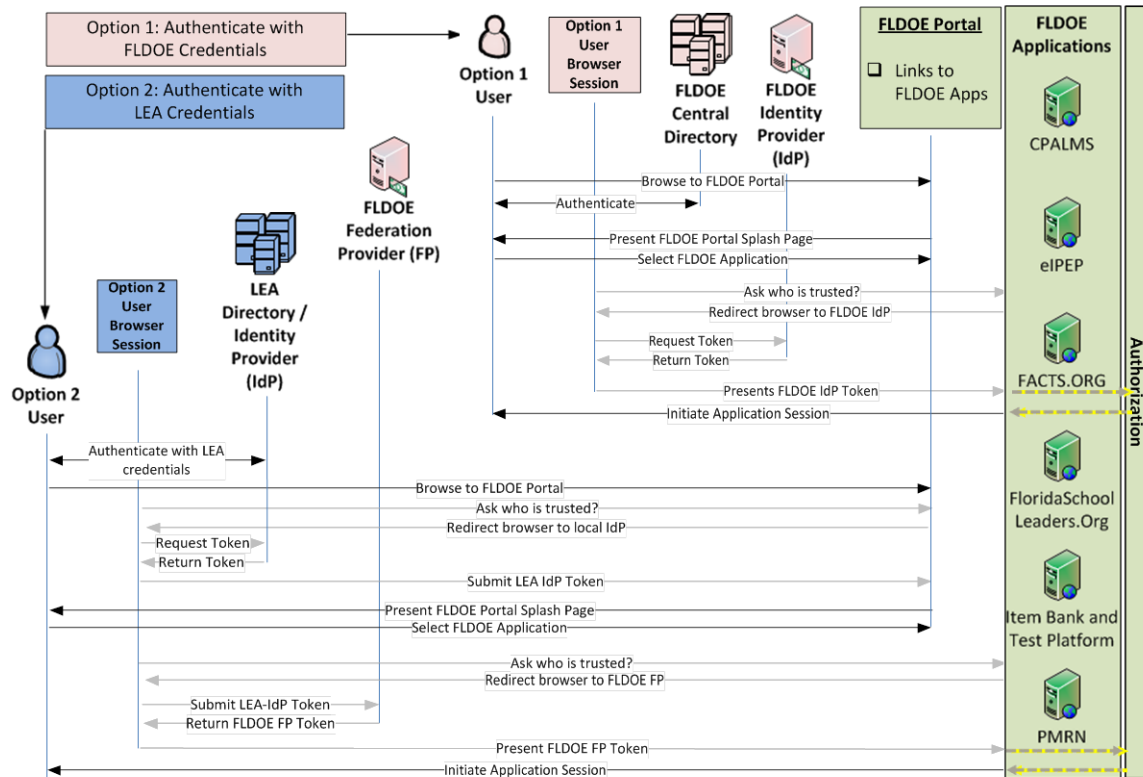 Option 1: Authenticate with
FLDOE Credentials
Option 2: Authenticate with
LEA Credentials
Option 1
User
Option 1
User
Browser
Session
FLDOE
Central
Directory
FLDOE
Identity
Provider
(IdP)
FLDOE Portal
❑ Links to
FLDOE Apps
FLDOE
Applications
CPALMS
eIPEP
FACTS.ORG
FloridaSchool
Leaders.Org
Item Bank and
Test Platform
PMRN
Authorization
FLDOE
Federation
Provider (FP)
LEA
Directory /
Identity
Provider
(IdP)
Option 2
User
Browser
Session
Option 2
User
Browse to FLDOE Portal
Authenticate
Present FLDOE Portal Splash Page
Select FLDOE Application
Ask who is trusted?
Redirect browser to FLDOE IdP
Request Token
Return Token
Presents FLDOE IdP Token
Initiate Application Session
Authenticate with LEA
credentials
Browse to FLDOE Portal
Ask who is trusted?
Redirect browser to local IdP
Request Token
Return Token
Submit LEA IdP Token
Present FLDOE Portal Splash Page
Select FLDOE Application
Ask who is trusted?
Redirect browser to FLDOE FP
Submit LEA-IdP Token
Return FLDOE FP Token
Present FLDOE FP Token
Initiate Application Session